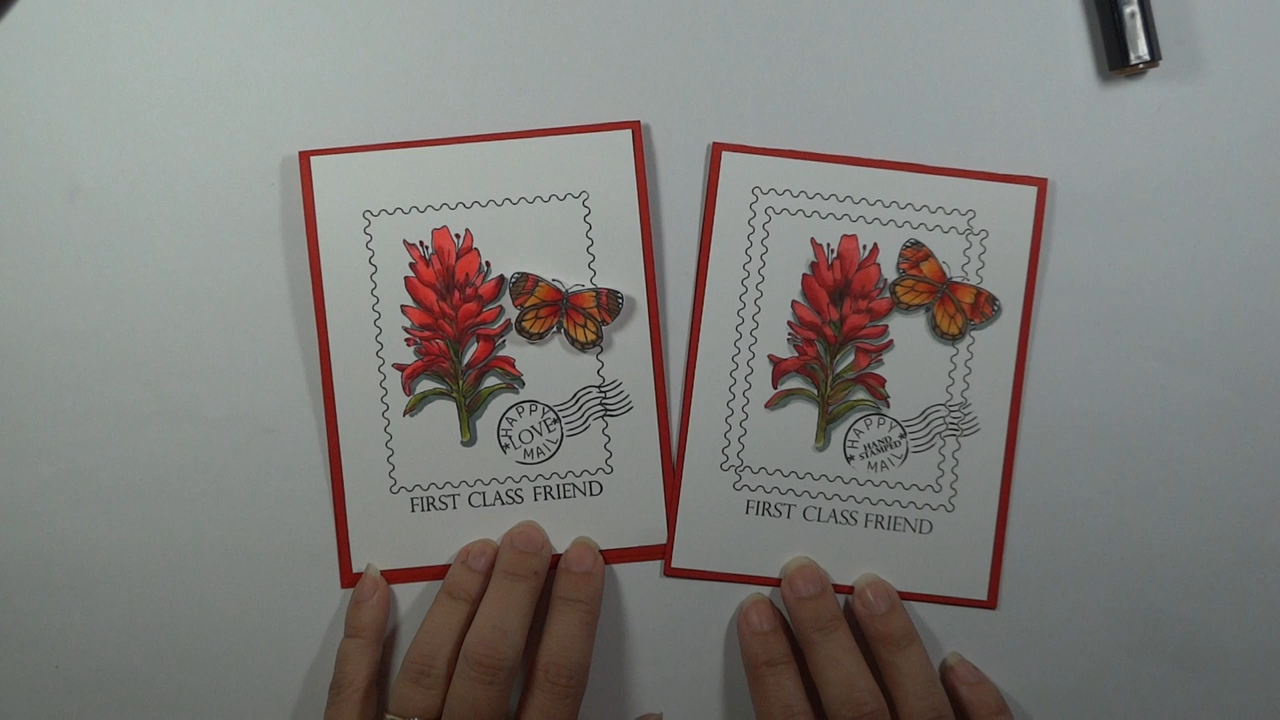 HAPPY
LOVE
MAIL
FIRST CLASS FRIEND
HAPPY
HAND
STAMPED
MAIL
FIRST CLASS FRIEND